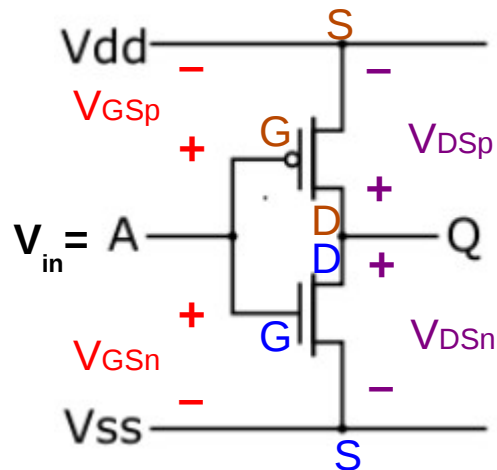 S
Vdd
− −
VGSp G VDSp
+ +
D
Vin= A Q
D
+ +
VGSn G VDSn
− −
Vss
S